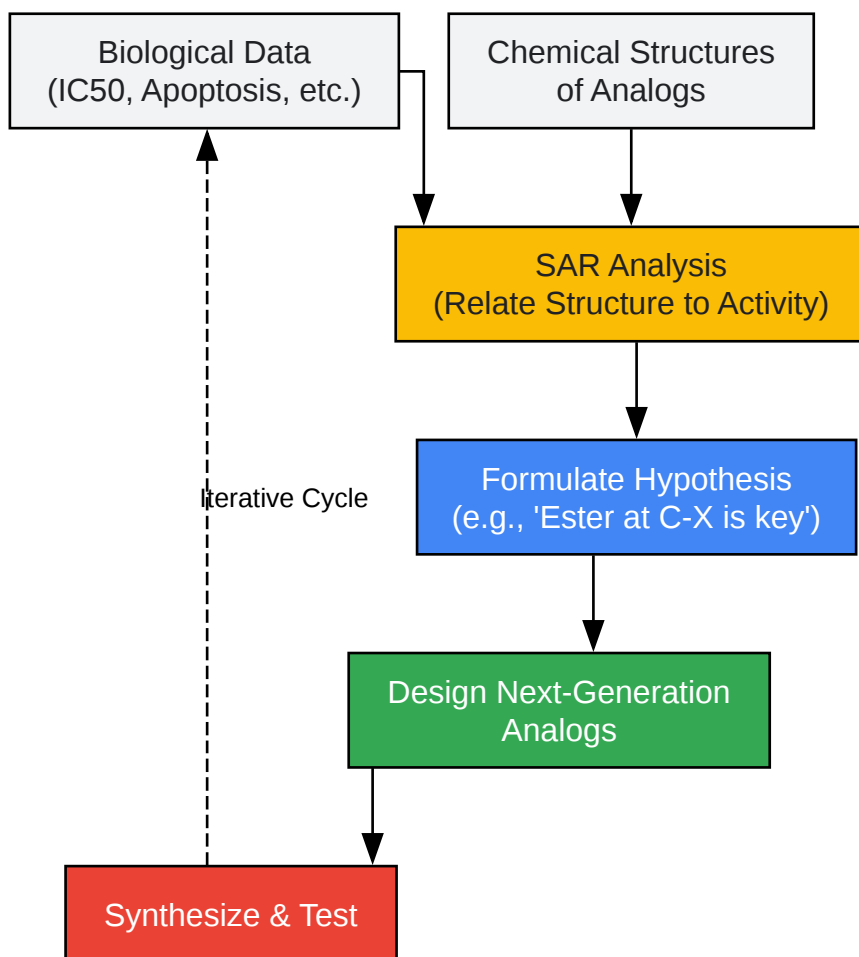 Biological Data
(IC50, Apoptosis, etc.)
Chemical Structures
of Analogs
SAR Analysis
(Relate Structure to Activity)
Formulate Hypothesis
(e.g., 'Ester at C-X is key')
Iterative Cycle
Design Next-Generation
Analogs
Synthesize & Test